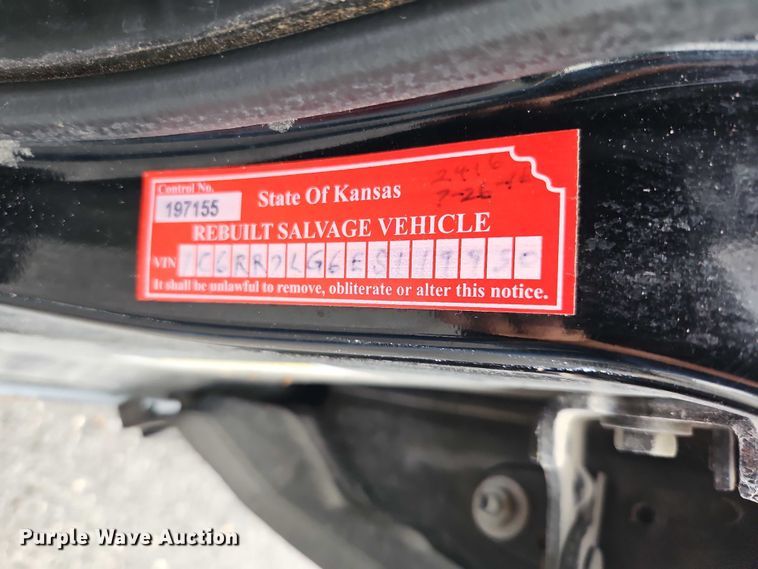 Control No.
197155
State Of Kansas
REBUILT SALVAGE VEHICLE
VIN
It shall be unlawful to remove, obliterate or alter this notice.
Purple Wave Auction